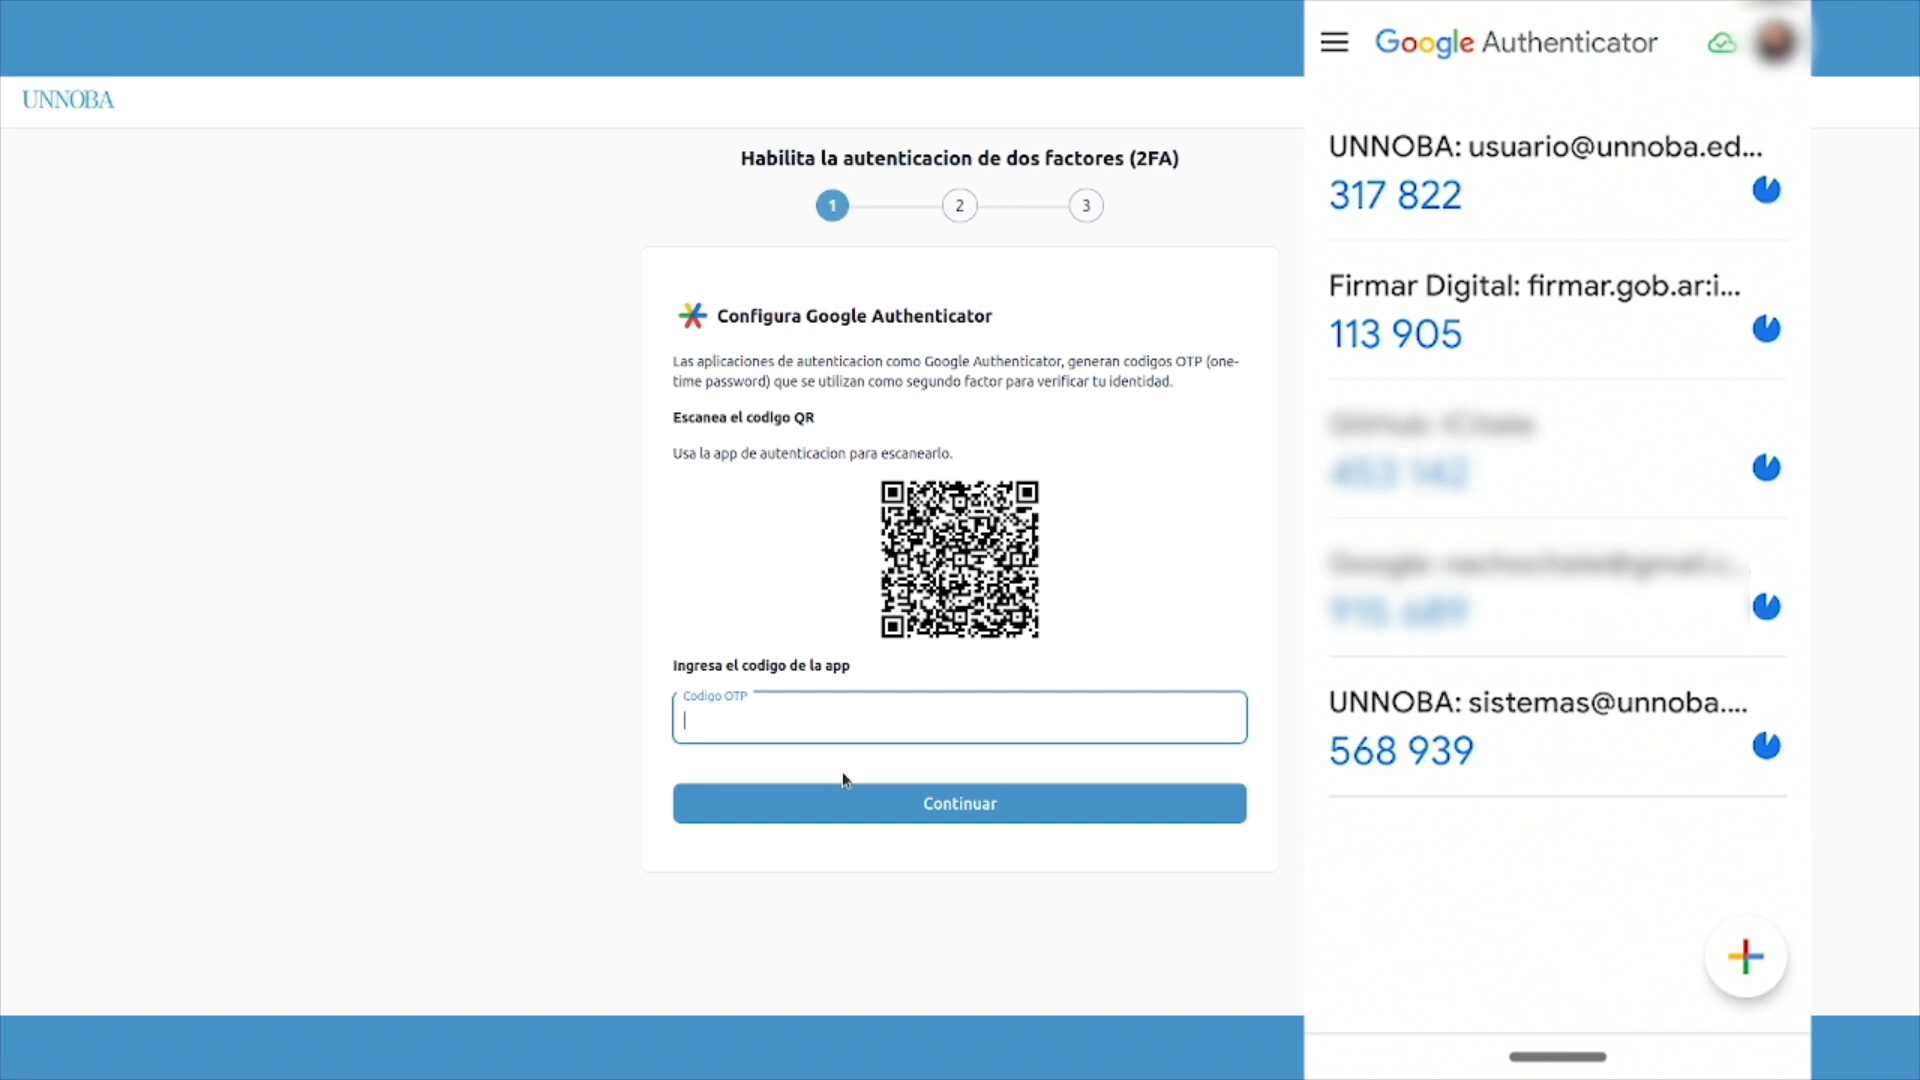 UNNOBA
Habilita la autenticacion de dos factores (2FA)
1
2
3
Configura Google Authenticator
Las aplicaciones de autenticacion como Google Authenticator, generan codigos OTP (one-
time password) que se utilizan como segundo factor para verificar tu identidad.
Escanea el codigo QR
Usa la app de autenticacion para escanearlo.
Ingresa el codigo de la app
Codigo OTP
Continuar
Google Authenticator
UNNOBA: usuario@unnoba.ed...
317 822
Firmar Digital: firmar.gob.ar:i...
113 905
UNNOBA: sistemas@unnoba....
568 939